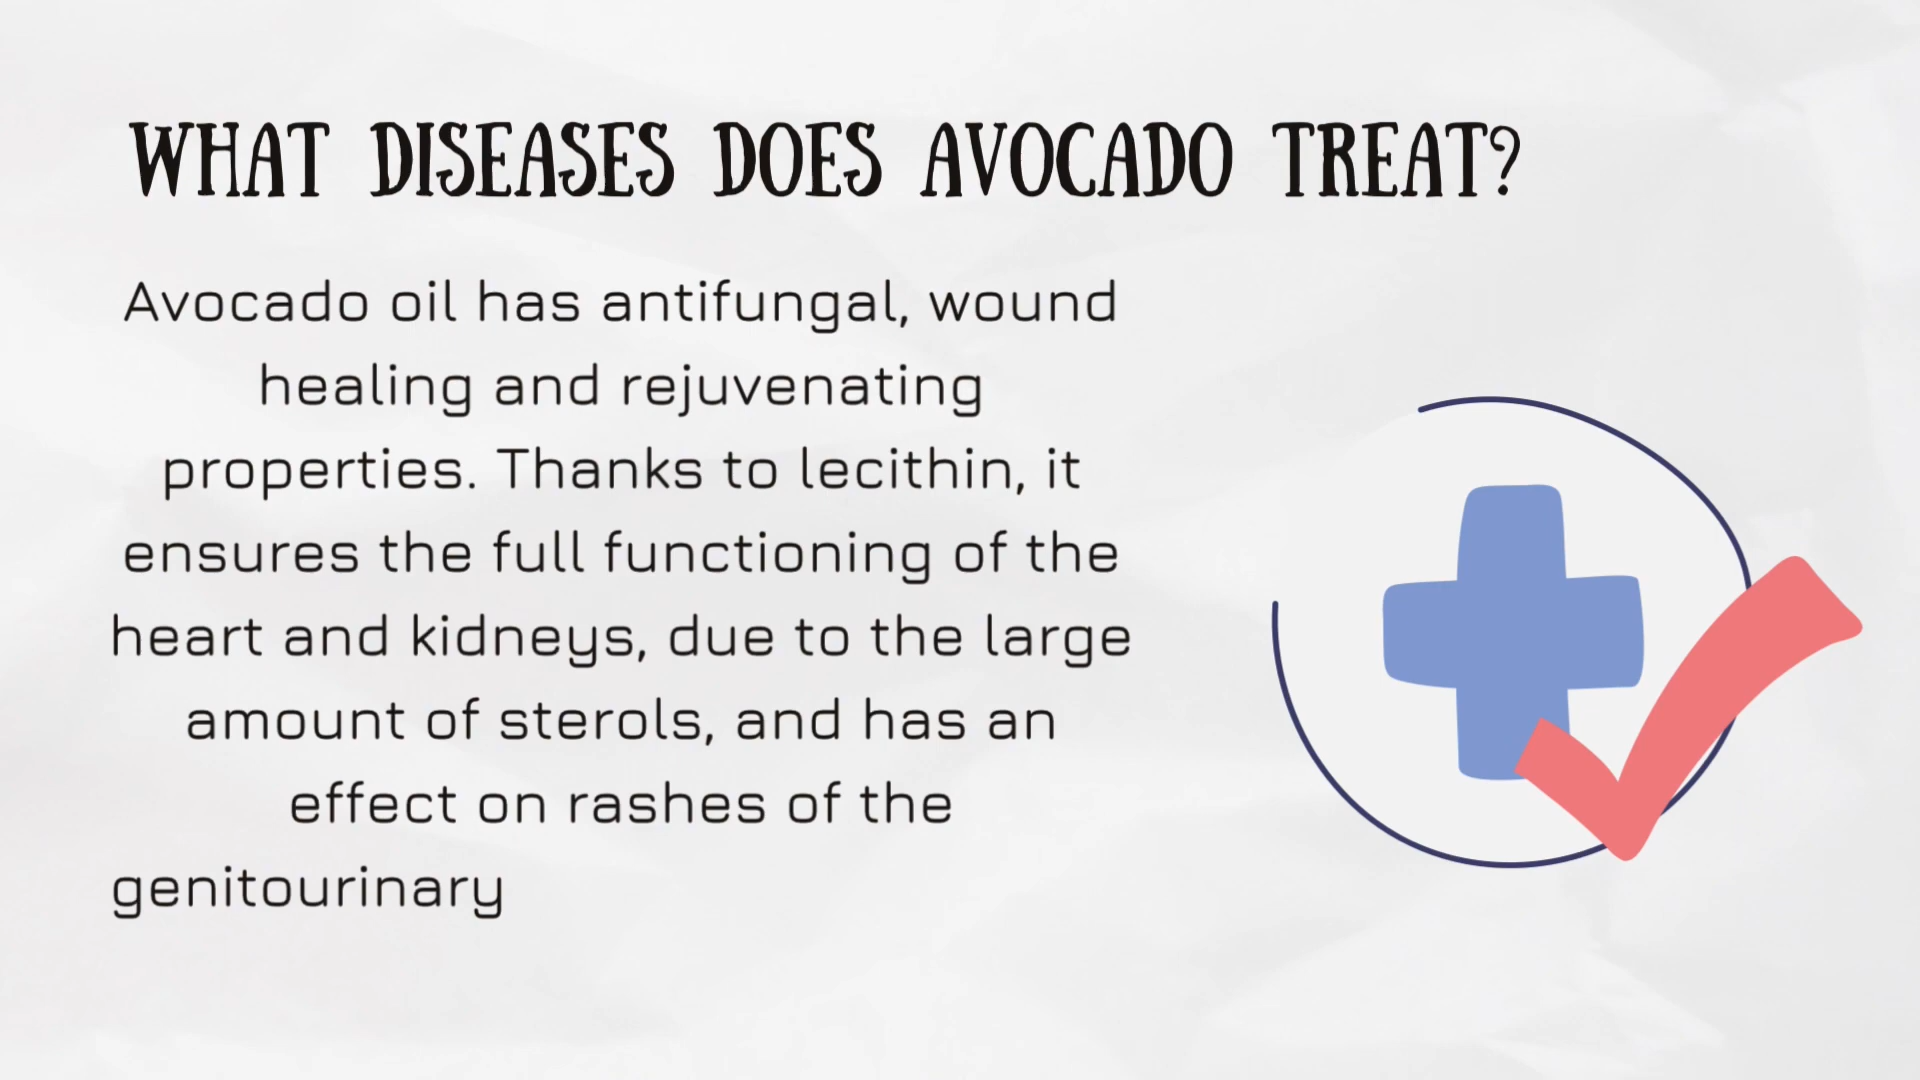 WHAT DISEASES DOES AVOCADO TREAT?
Avocado oil has antifungal, wound
healing and rejuvenating
properties. Thanks to lecithin, it
ensures the full functioning of the
heart and kidneys, due to the large
amount of sterols, and has an
effect on rashes of the
genitourinary